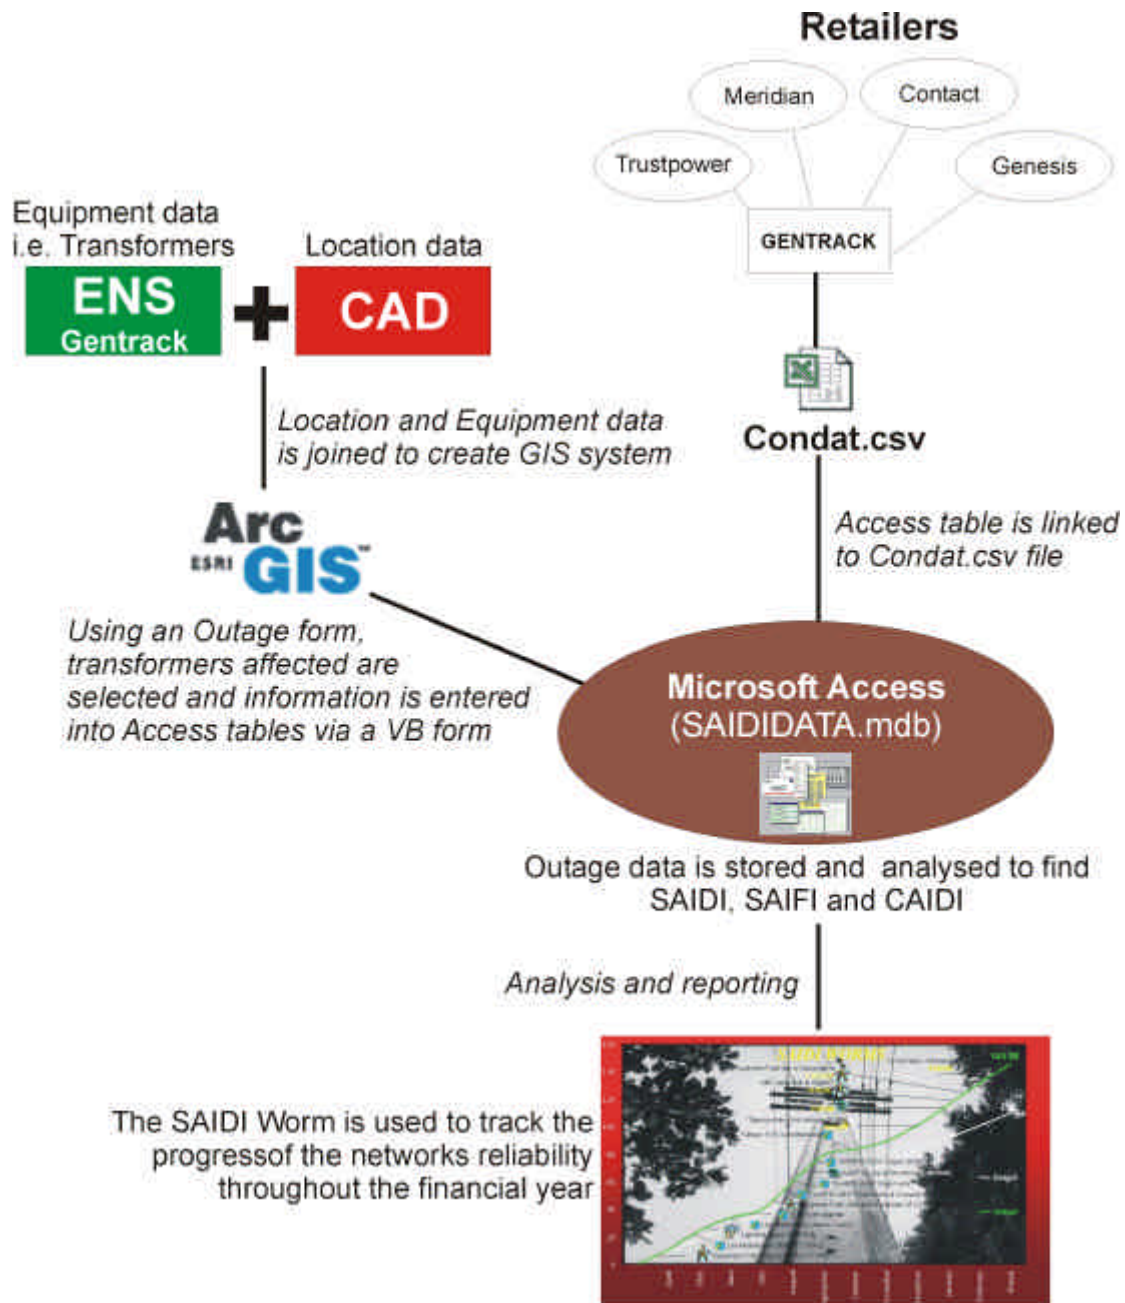 Retailers
Meridian
Contact
Trustpower
Genesis
GENTRACK
Equipment data
i.e. Transformers
Location data
ENS
Gentrack
CAD
Condat.csv
Location and Equipment data
is joined to create GIS system
Arc
ESRI GIS™
Access table is linked
to Condat.csv file
Using an Outage form,
transformers affected are
selected and information is entered
into Access tables via a VB form
Microsoft Access
(SAIDIDATA.mdb)
Outage data is stored and analysed to find
SAIDI, SAIFI and CAIDI
Analysis and reporting
The SAIDI Worm is used to track the
progressof the networks reliability
throughout the financial year